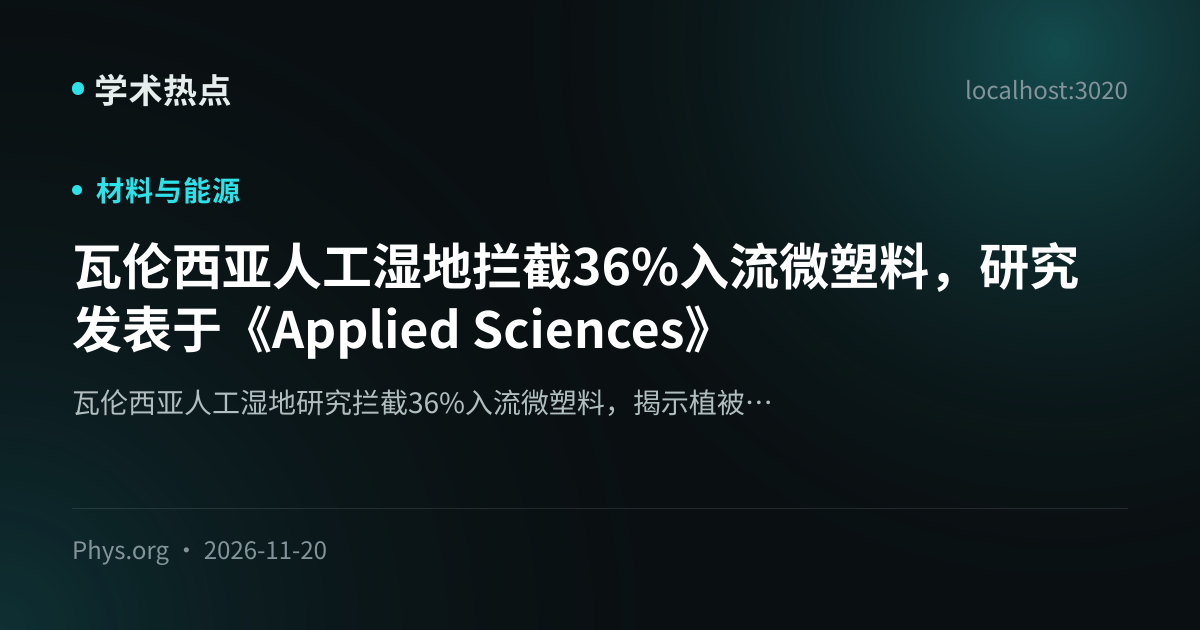 学术热点
localhost:3020
材料与能源
瓦伦西亚人工湿地拦截36%入流微塑料，研究
发表于《Applied Sciences》
瓦伦西亚人工湿地研究拦截36%入流微塑料，揭示植被…
Phys.org · 2026-11-20